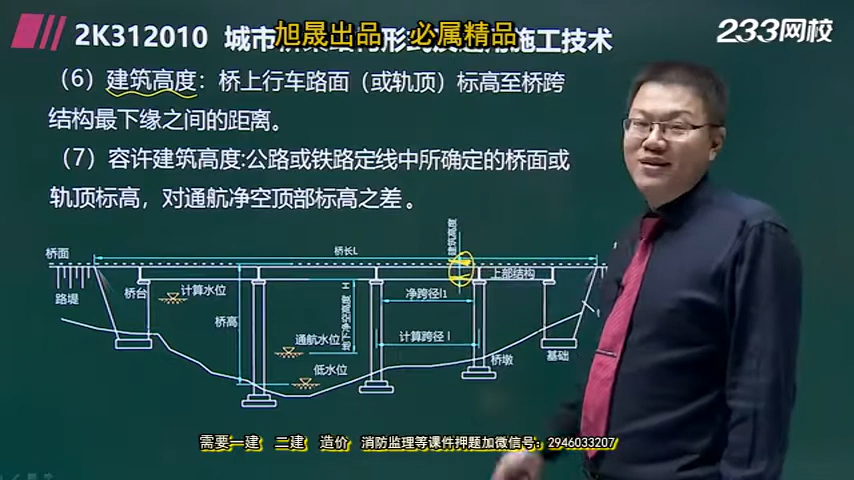 2K312010 城市
旭晟出品 必属精品
施工技术
233网校
（6）建筑高度：桥上行车路面（或轨顶）标高至桥跨
结构最下缘之间的距离。
（7）容许建筑高度:公路或铁路定线中所确定的桥面或
轨顶标高，对通航净空顶部标高之差。
桥面
桥长L
建筑高度
路堤
桥台
计算水位
净跨径l1
上部结构
桥高
通航水位
H
计算跨径 l
低水位
桥墩
基础
需要一建 二建 造价 消防监理等课件押题加微信号：2946033207